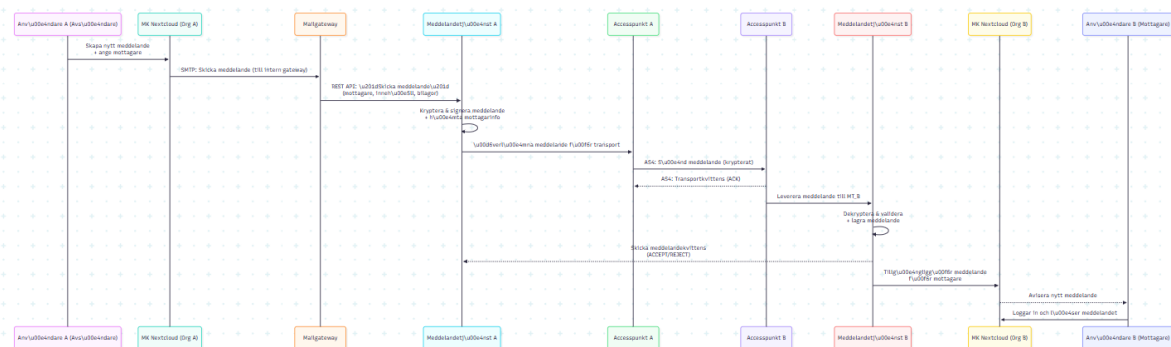 Anv\u00e4ndare A (Avs\u00e4ndare)
MK Nextcloud (Org A)
Mailgateway
Meddelandetj\u00e4nst A
Accesspunkt A
Accesspunkt B
Meddelandetj\u00e4nst B
MK Nextcloud (Org B)
Anv\u00e4ndare B (Mottagare)
Skapa nytt meddelande
+ ange mottagare
SMTP: Skicka meddelande (till intern gateway)
REST API: \u201dSkicka meddelande\u201d
(mottagare, inneh\u00e5ll, bilagor)
Kryptera & signera meddelande
+ h\u00e4mta mottagarinfo
\u00d6verl\u00e4mna meddelande f\u00f6r transport
AS4: S\u00e4nd meddelande (krypterat)
AS4: Transportkvittens (ACK)
Leverera meddelande till MT_B
Dekryptera & validera
+ lagra meddelande
Skicka meddelandekvittens
(ACCEPT/REJECT)
Tillg\u00e4ngligg\u00f6r meddelande
f\u00f6r mottagare
Avisera nytt meddelande
Loggar in och l\u00e4ser meddelandet
Anv\u00e4ndare A (Avs\u00e4ndare)
MK Nextcloud (Org A)
Mailgateway
Meddelandetj\u00e4nst A
Accesspunkt A
Accesspunkt B
Meddelandetj\u00e4nst B
MK Nextcloud (Org B)
Anv\u00e4ndare B (Mottagare)